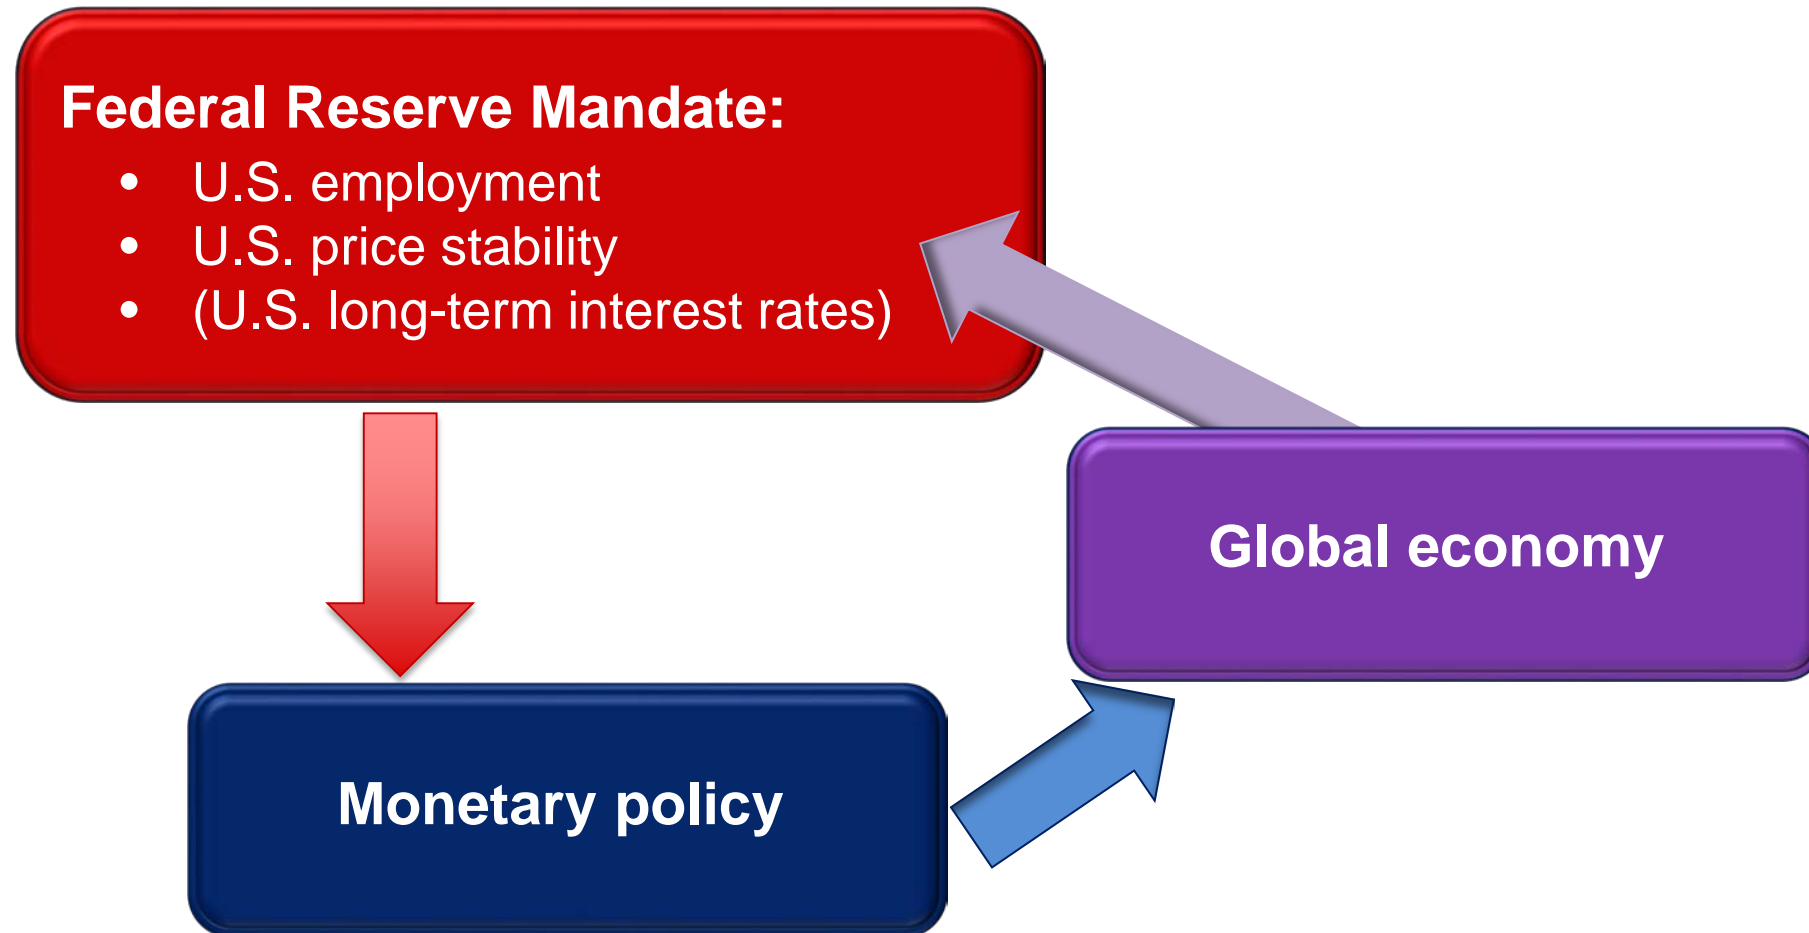 Federal Reserve Mandate:
• U.S. employment
• U.S. price stability
• (U.S. long-term interest rates)
Global economy
Monetary policy